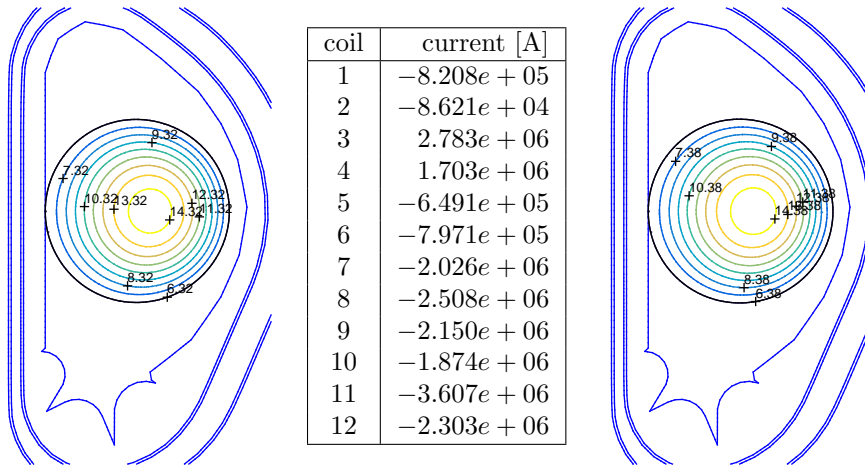 9.32
7.32
10.32
13.32
12.32
11.32
14.32
8.32
6.32
coil current [A]
1 −8.208e + 05
2 −8.621e + 04
3 2.783e + 06
4 1.703e + 06
5 −6.491e + 05
6 −7.971e + 05
7 −2.026e + 06
8 −2.508e + 06
9 −2.150e + 06
10 −1.874e + 06
11 −3.607e + 06
12 −2.303e + 06
9.38
7.38
10.38
11.38
12.38
14.38
8.38
6.38